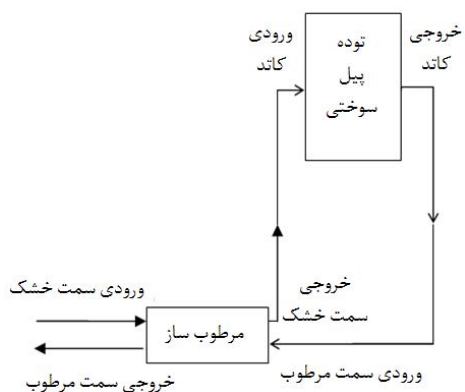 خروجی
کاتد
توده
پیل
سوختی
ورودی
کاتد
ورودی سمت خشک
خروجی
سمت خشک
مرطوب ساز
ورودی سمت مرطوب
خروجی سمت مرطوب